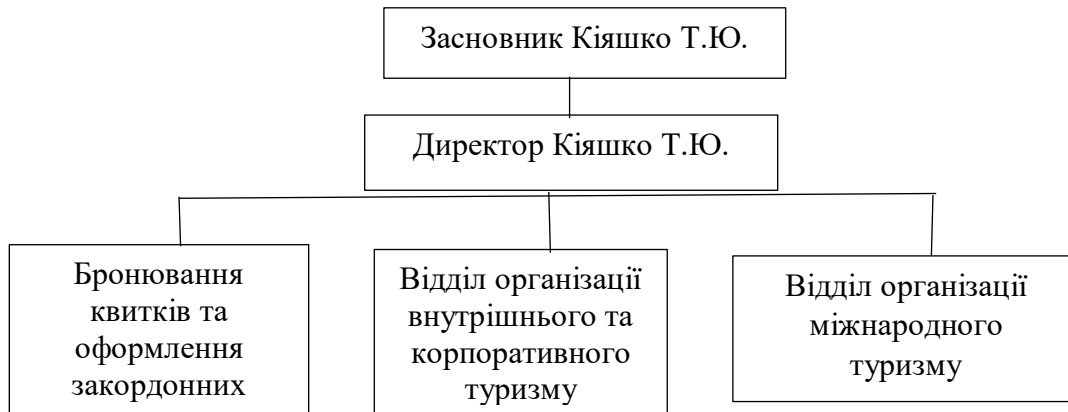 Засновник Кіяшко Т.Ю.
Директор Кіяшко Т.Ю.
Бронювання
квитків та
оформлення
закордонних
Відділ організації
внутрішнього та
корпоративного
туризму
Відділ організації
міжнародного
туризму